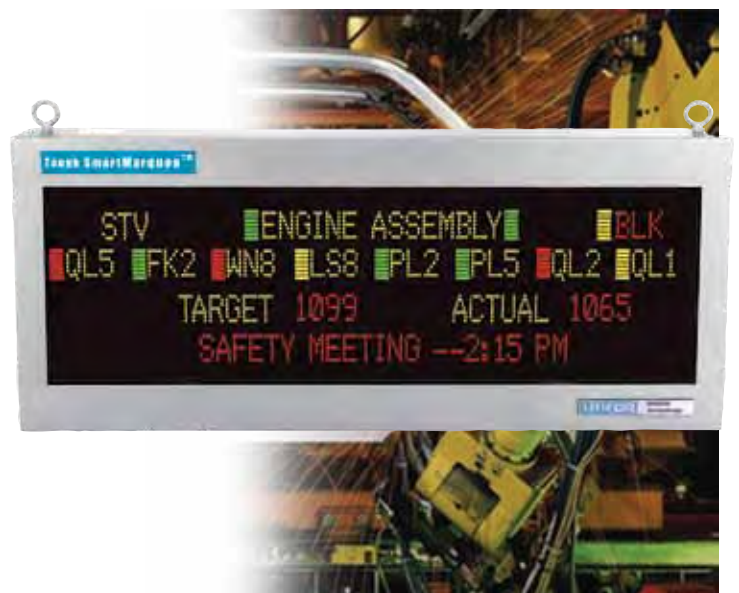 Tough SmartMarquee™
STV ENGINE ASSEMBLY BLK
QL5 FK2 WN8 LS8 PL2 PL5 QL2 QL1
TARGET 1099 ACTUAL 1065
SAFETY MEETING --2:15 PM